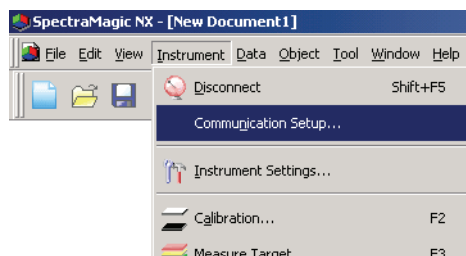 SpectraMagic NX - [New Document1]
File Edit View Instrument Data Object Tool Window Help
Disconnect Shift+F5
Communication Setup...
Instrument Settings...
Calibration... F2
Measure Target... F3